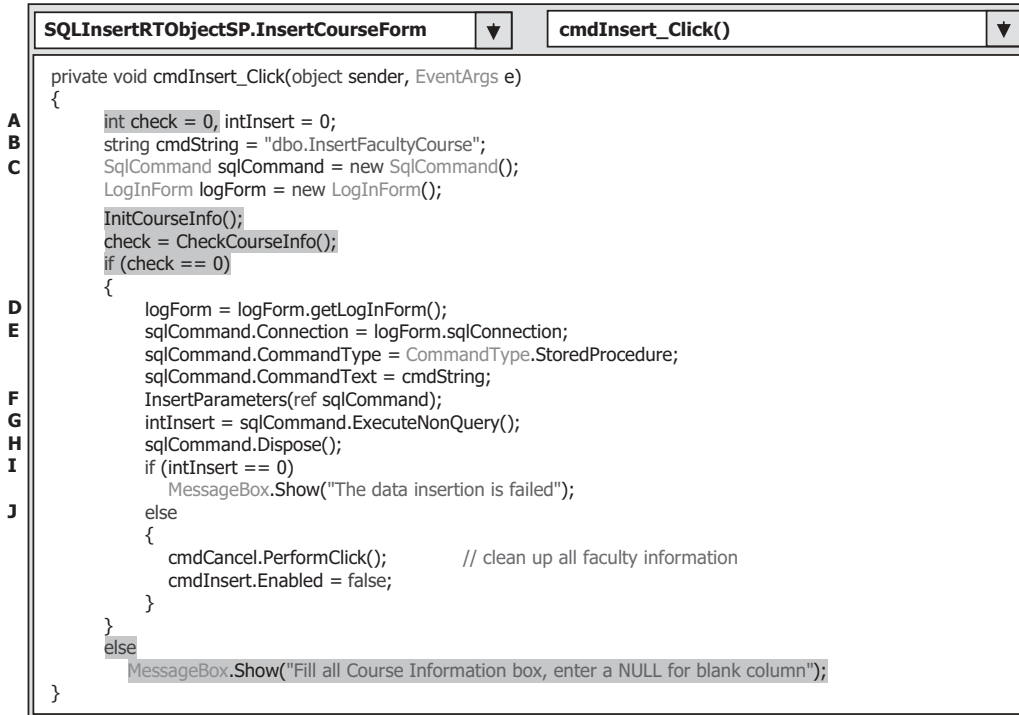 SQLInsertRTObjectSP.InsertCourseForm cmdInsert_Click()
private void cmdInsert_Click(object sender, EventArgs e)
{
A int check = 0, intInsert = 0;
B string cmdString = "dbo.InsertFacultyCourse";
C SqlCommand sqlCommand = new SqlCommand();
LogInForm logForm = new LogInForm();
InitCourseInfo();
check = CheckCourseInfo();
if (check == 0)
{
D logForm = logForm.getLogInForm();
E sqlCommand.Connection = logForm.sqlConnection;
sqlCommand.CommandType = CommandType.StoredProcedure;
sqlCommand.CommandText = cmdString;
F InsertParameters(ref sqlCommand);
G intInsert = sqlCommand.ExecuteNonQuery();
H sqlCommand.Dispose();
I if (intInsert == 0)
MessageBox.Show("The data insertion is failed");
J else
{
cmdCancel.PerformClick(); // clean up all faculty information
cmdInsert.Enabled = false;
}
}
else
MessageBox.Show("Fill all Course Information box, enter a NULL for blank column");
}